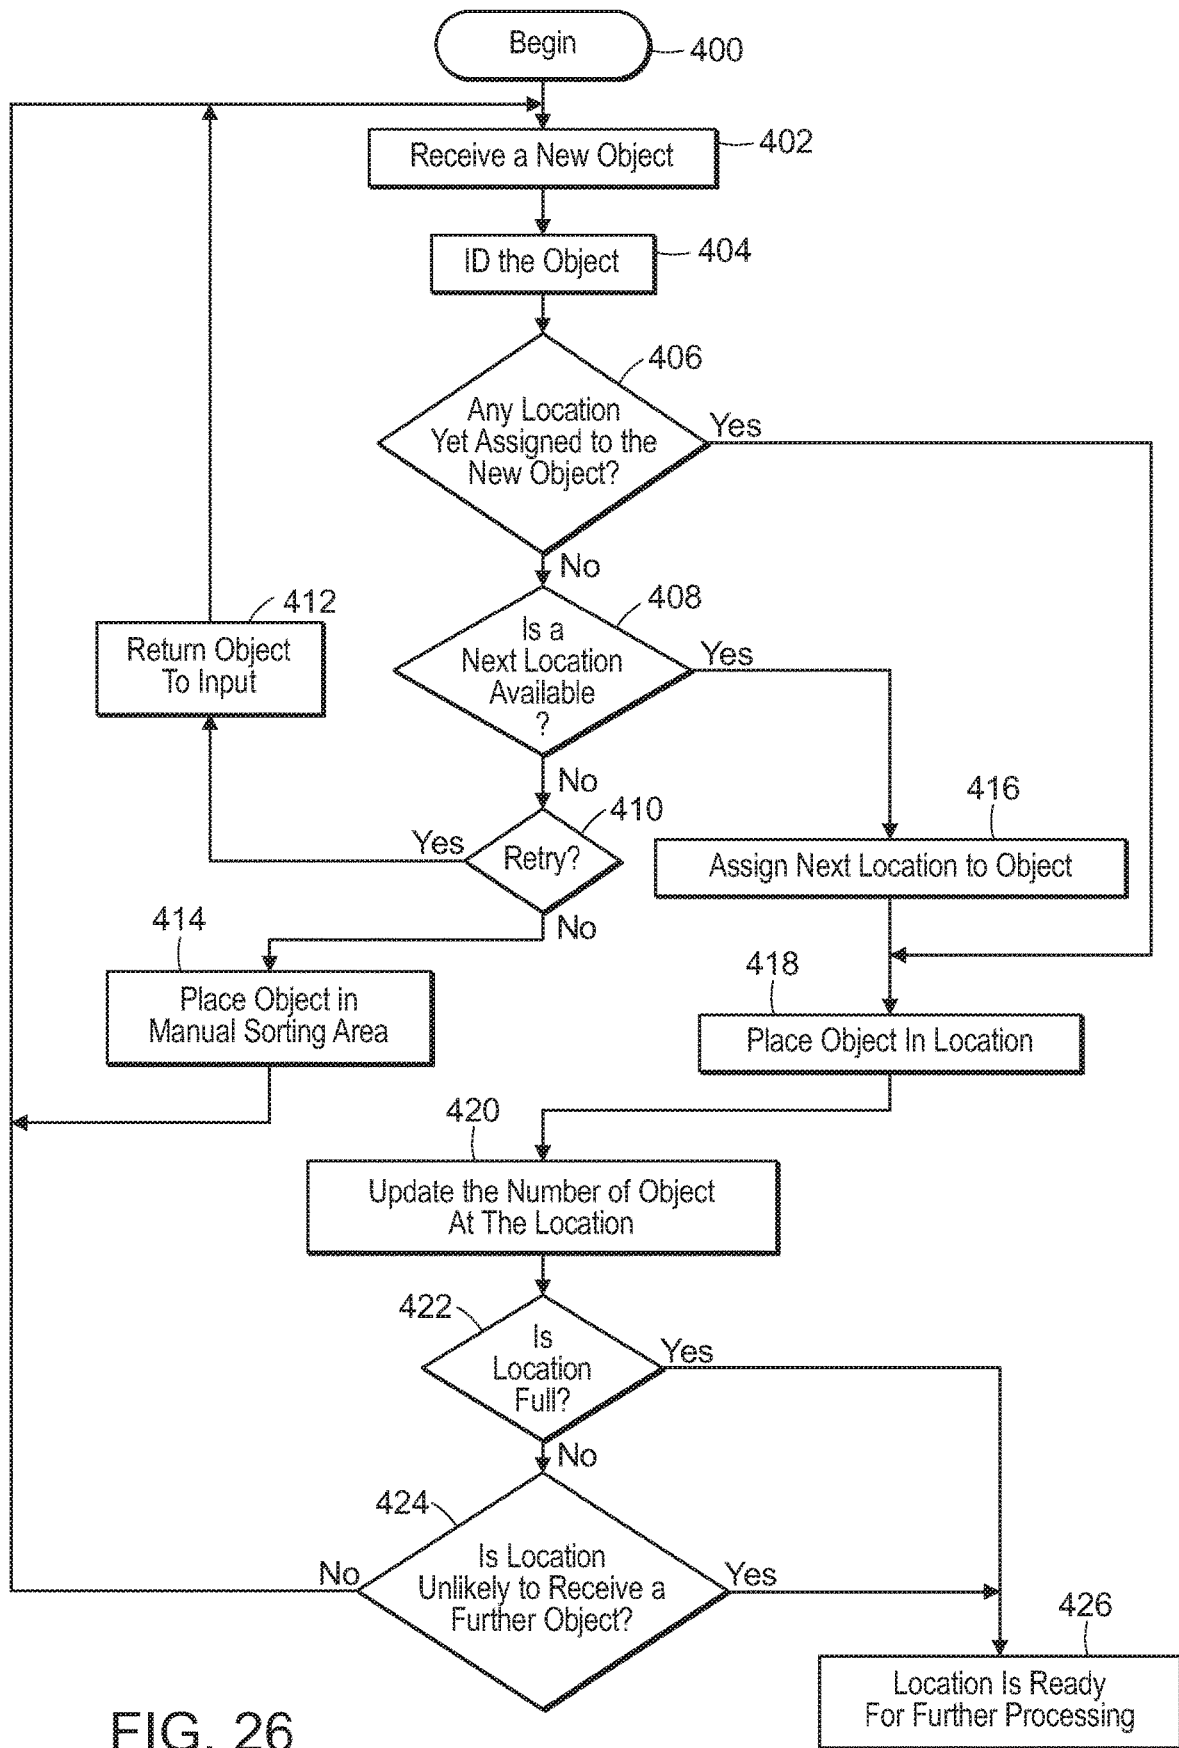 Begin
400
Receive a New Object
402
ID the Object
404
406
Any Location
Yet Assigned to the
New Object?
Yes
No
408
Is a
Next Location
Available
?
Yes
No
412
Return Object
To Input
410
Retry?
Yes
No
416
Assign Next Location to Object
414
Place Object in
Manual Sorting Area
418
Place Object In Location
420
Update the Number of Object
At The Location
422
Is
Location
Full?
Yes
No
424
Is Location
Unlikely to Receive a
Further Object?
No
Yes
426
Location Is Ready
For Further Processing
FIG. 26